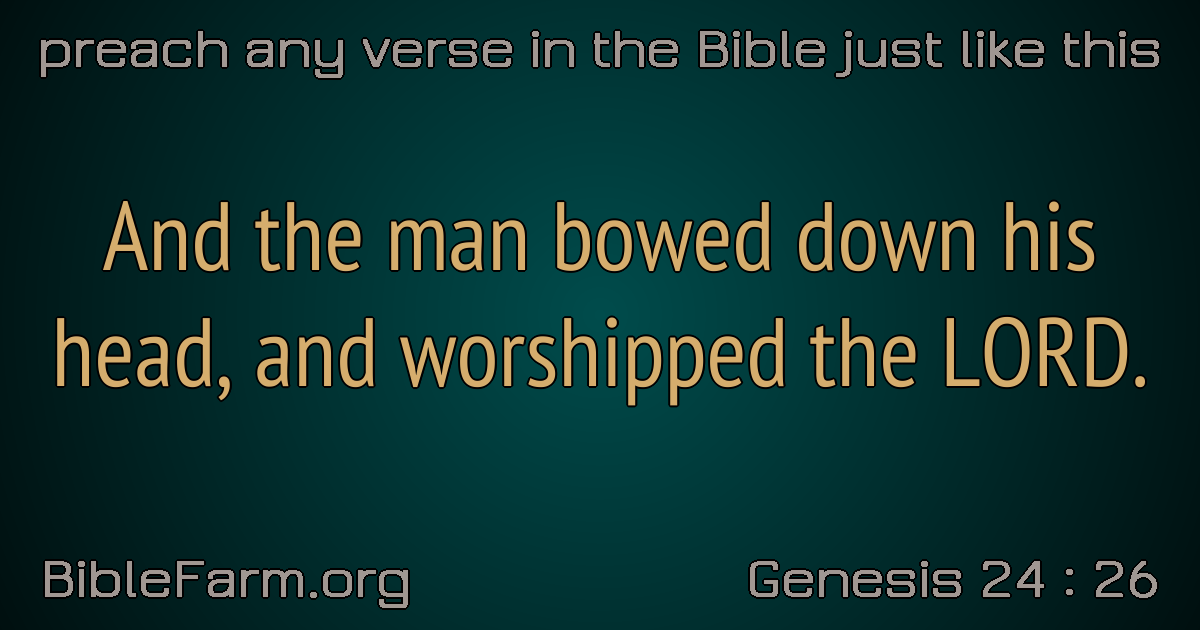 preach any verse in the Bible just like this
And the man bowed down his
head, and worshipped the LORD.
BibleFarm.org
Genesis 24 : 26